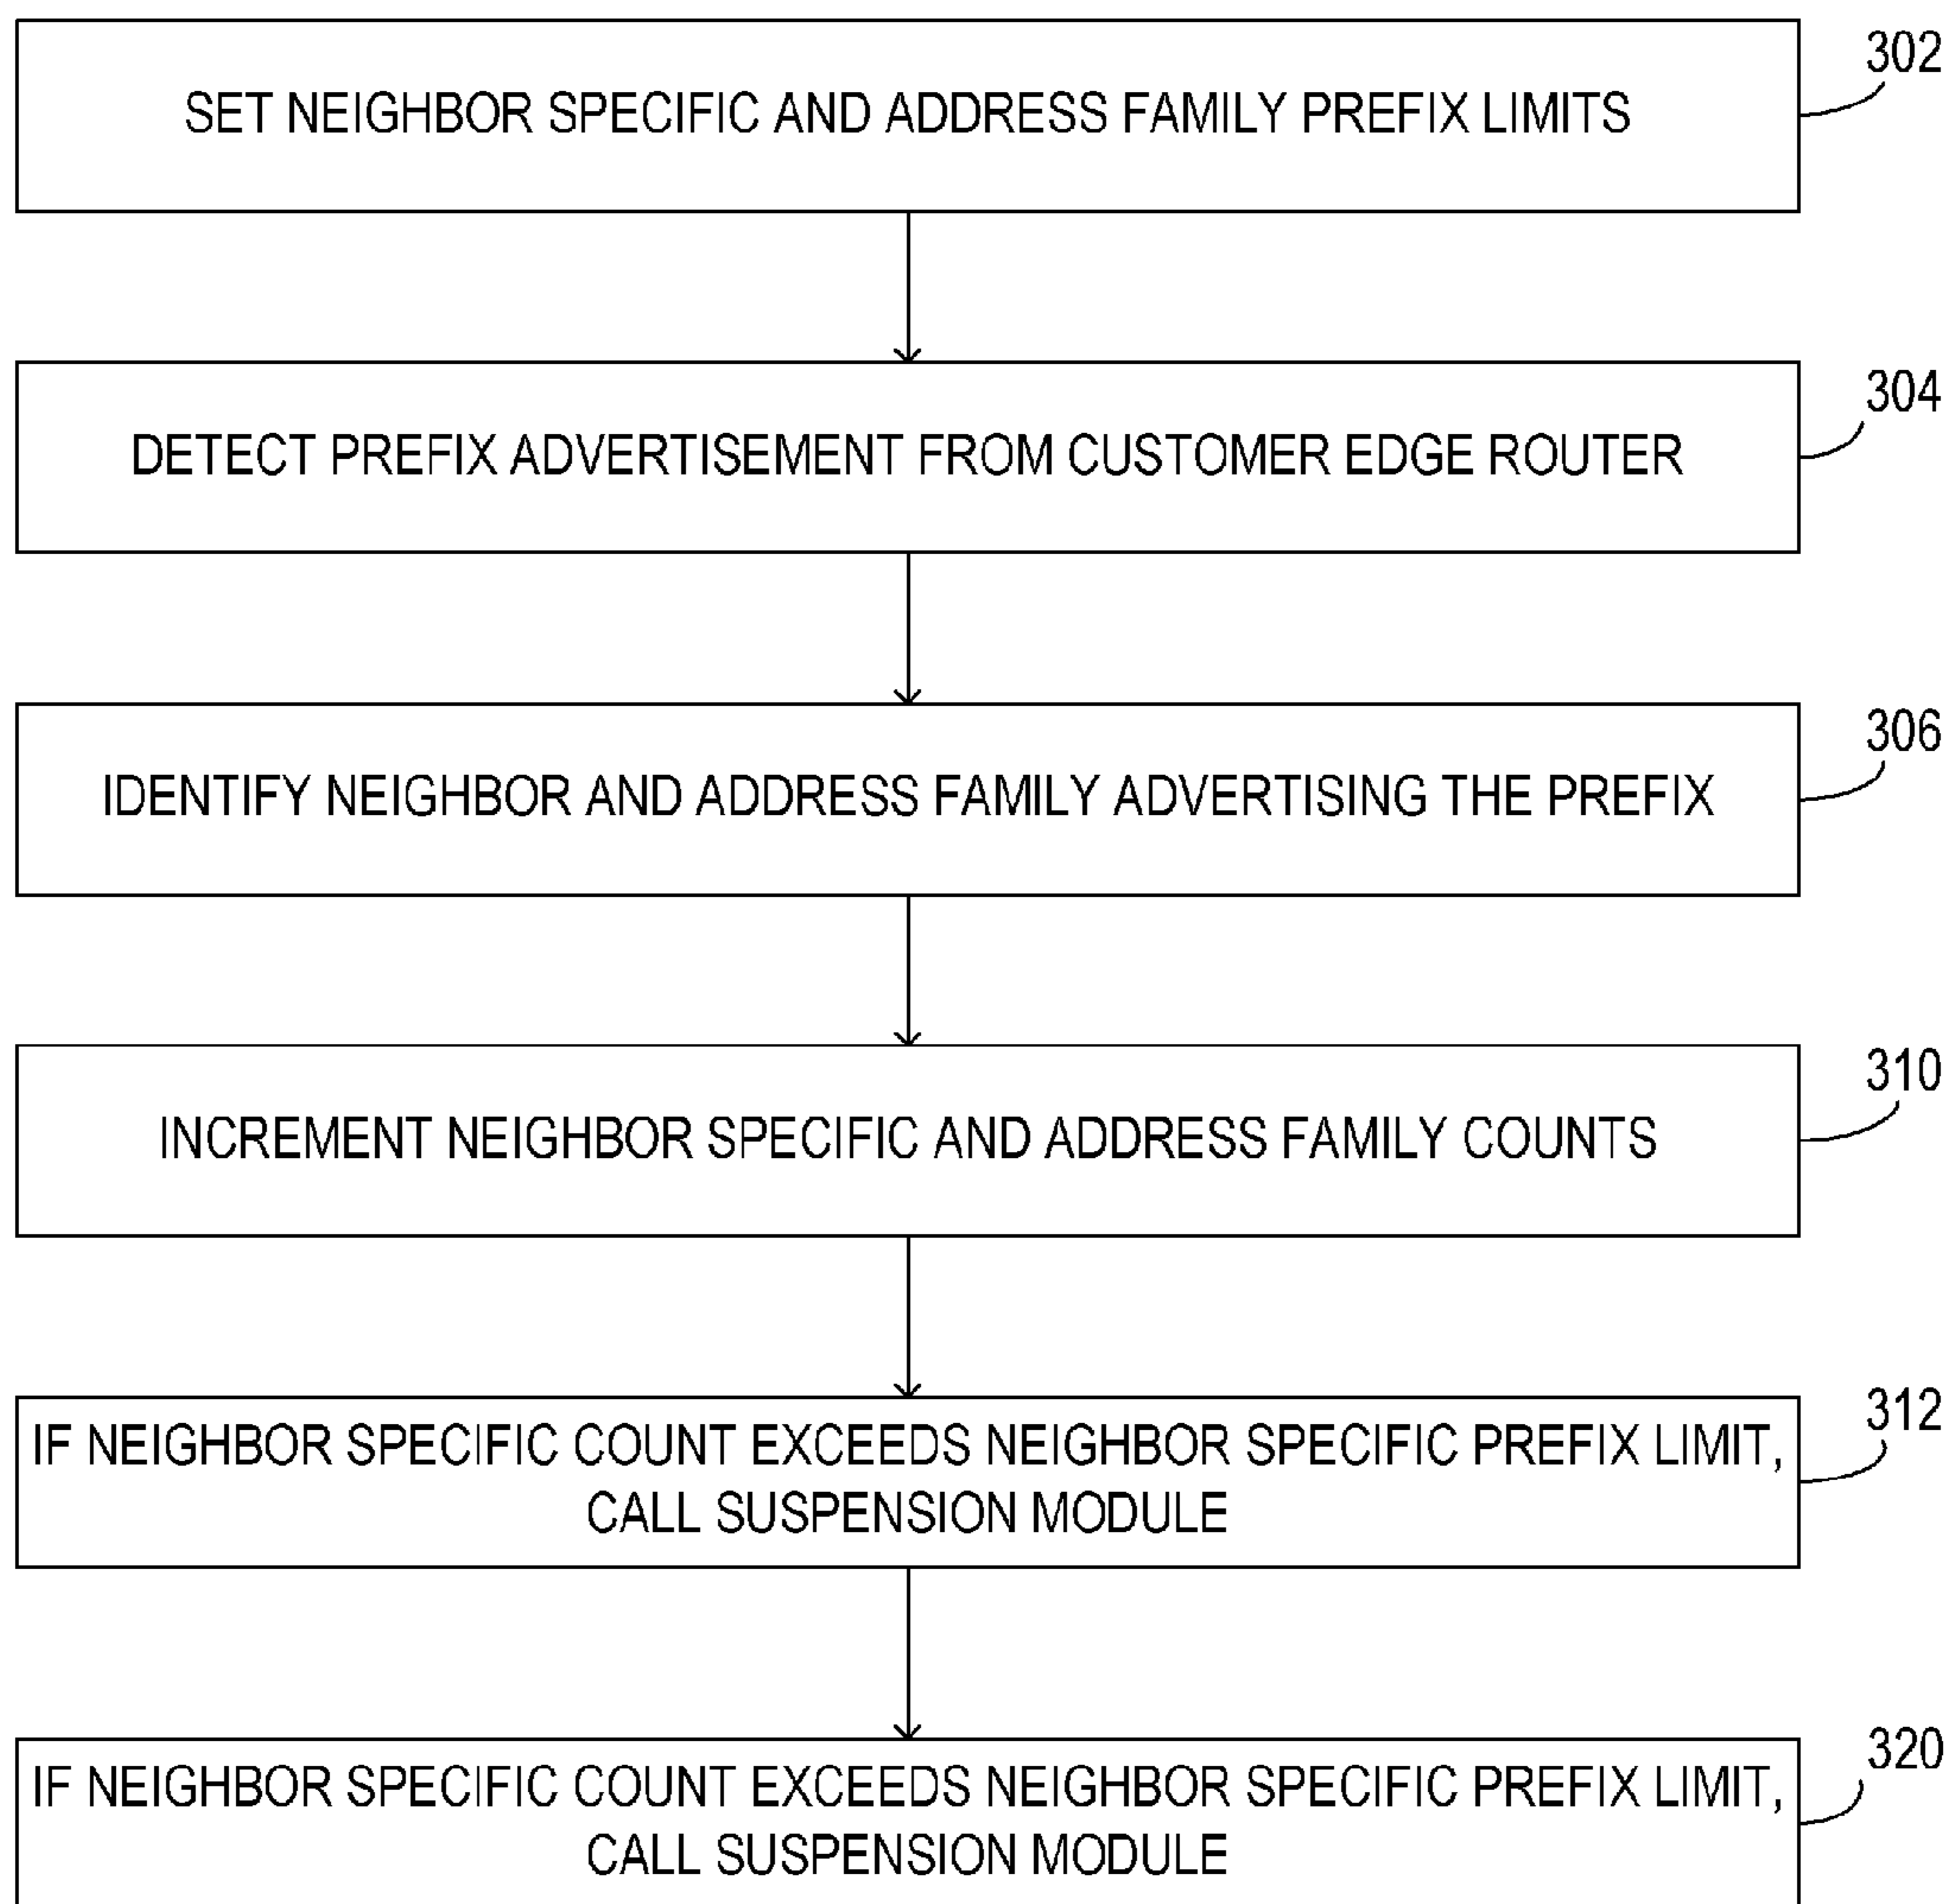 SET NEIGHBOR SPECIFIC AND ADDRESS FAMILY PREFIX LIMITS
302
DETECT PREFIX ADVERTISEMENT FROM CUSTOMER EDGE ROUTER
304
IDENTIFY NEIGHBOR AND ADDRESS FAMILY ADVERTISING THE PREFIX
306
INCREMENT NEIGHBOR SPECIFIC AND ADDRESS FAMILY COUNTS
310
IF NEIGHBOR SPECIFIC COUNT EXCEEDS NEIGHBOR SPECIFIC PREFIX LIMIT,
CALL SUSPENSION MODULE
312
IF NEIGHBOR SPECIFIC COUNT EXCEEDS NEIGHBOR SPECIFIC PREFIX LIMIT,
CALL SUSPENSION MODULE
320